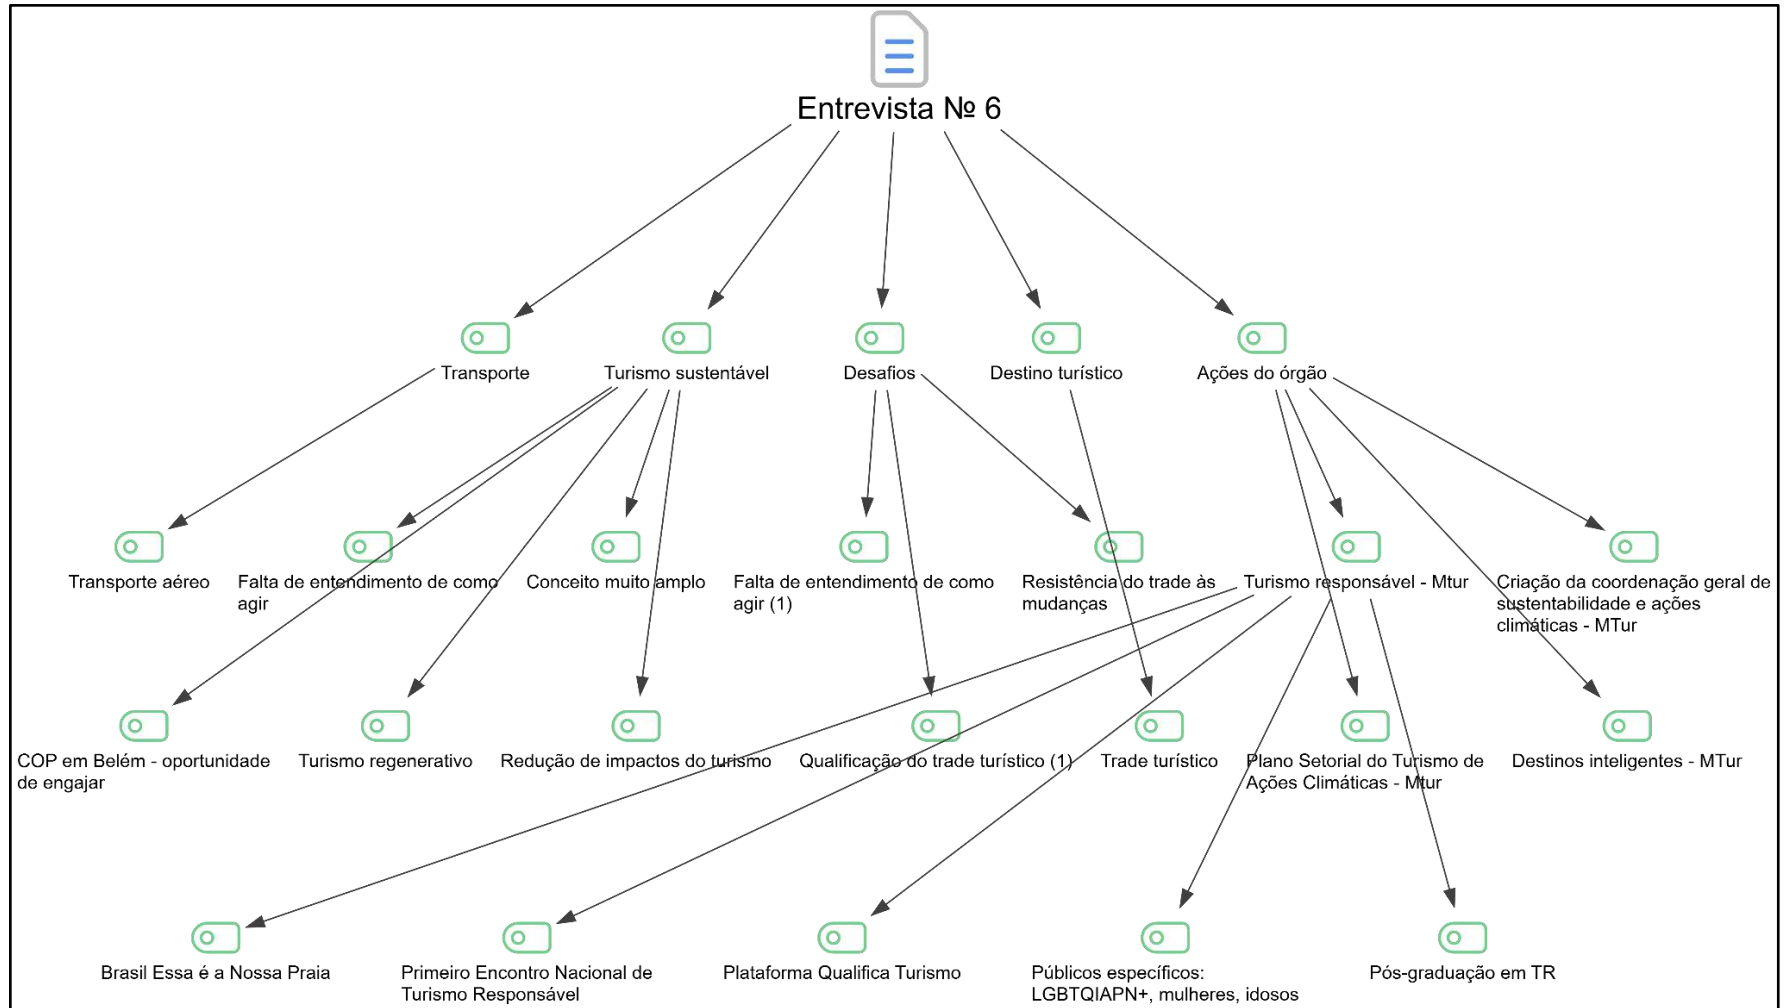 Entrevista № 6
Transporte
Turismo sustentável
Desafios
Destino turístico
Ações do órgão
Transporte aéreo
Falta de entendimento de como
agir
Conceito muito amplo
Falta de entendimento de como
agir (1)
Resistência do trade às
mudanças
Turismo responsável - Mtur
Criação da coordenação geral de
sustentabilidade e ações
climáticas - MTur
COP em Belém - oportunidade
de engajar
Turismo regenerativo
Redução de impactos do turismo
Qualificação do trade turístico (1)
Trade turístico
Plano Setorial do Turismo de
Ações Climáticas - Mtur
Destinos inteligentes - MTur
Brasil Essa é a Nossa Praia
Primeiro Encontro Nacional de
Turismo Responsável
Plataforma Qualifica Turismo
Públicos específicos:
LGBTQIAPN+, mulheres, idosos
Pós-graduação em TR